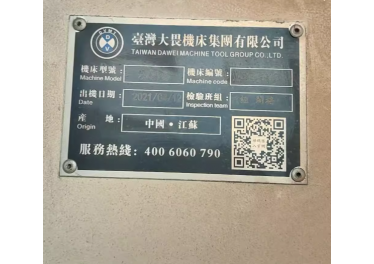 臺灣大畏機床集團有限公司
TAIWAN DAWEI MACHINE TOOL GROUP CO.,LTD.
機床型號： 機床編號：
Machine Model Machine code
出機日期： 檢驗班組：
Date Inspection team
產 地： 中國·江蘇
Origin
服務熱綫：400 6060 790